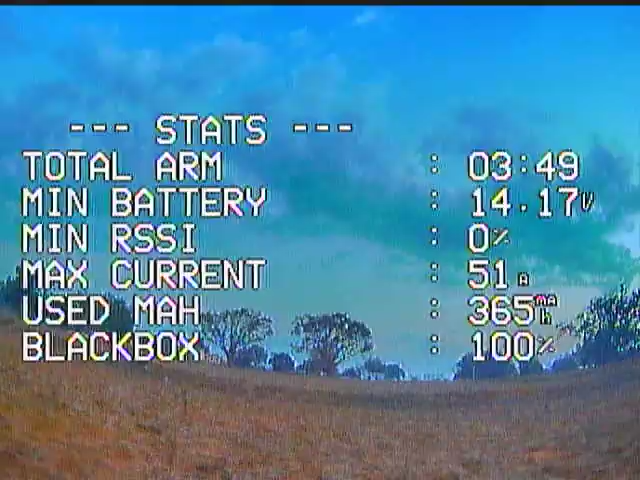 --- STATS ---
TOTAL ARM : 03:49
MIN BATTERY : 14.17V
MIN RSSI : 0%
MAX CURRENT : 51A
USED MAH : 365mah
BLACKBOX : 100%